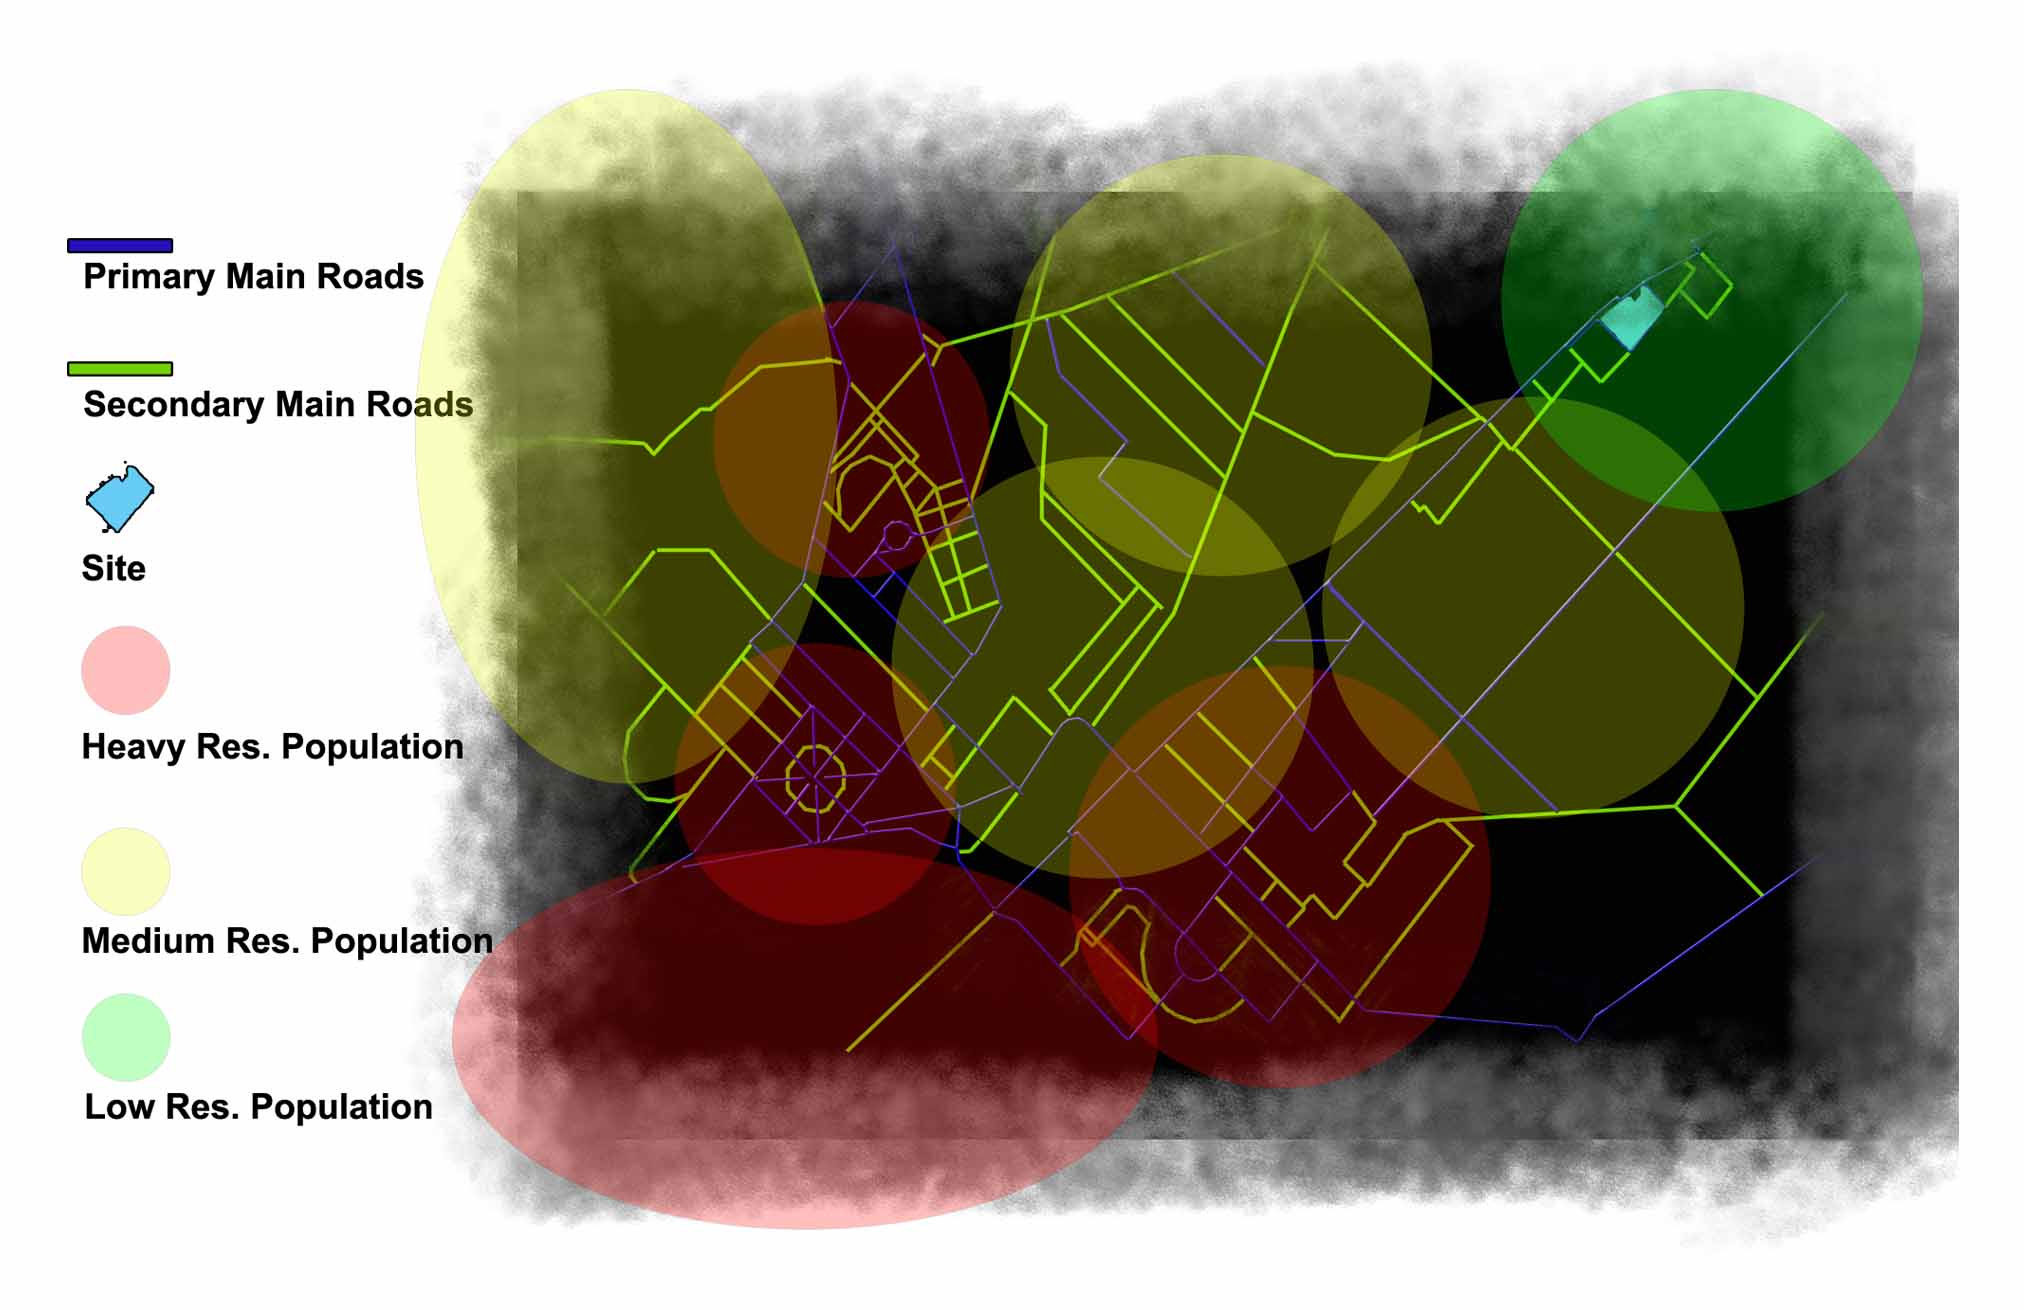 Primary Main Roads
Secondary Main Roads
Site
Heavy Res. Population
Medium Res. Population
Low Res. Population